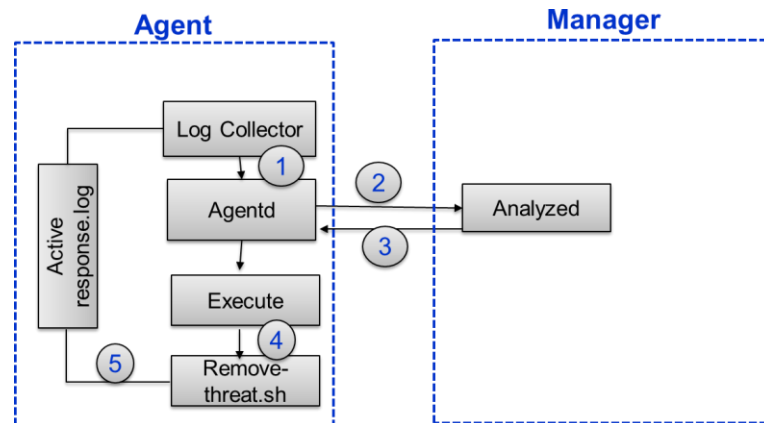 Agent
Manager
Log Collector
1
Agentd
2
Analyzed
3
Active
response.log
Execute
4
5
Remove-
threat.sh